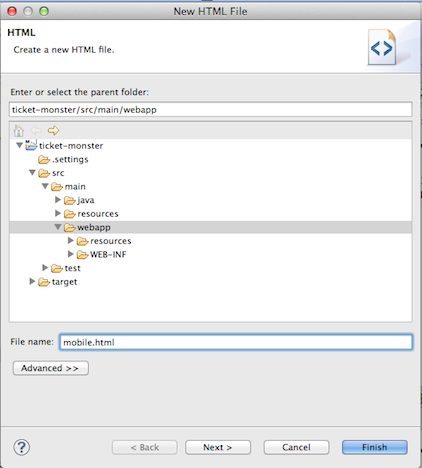 New HTML File
HTML
Create a new HTML file.
Enter or select the parent folder:
ticket-monster/src/main/webapp
ticket-monster
.settings
src
main
java
resources
webapp
resources
WEB-INF
test
target
File name: mobile.html
Advanced >>
? < Back Next > Cancel Finish